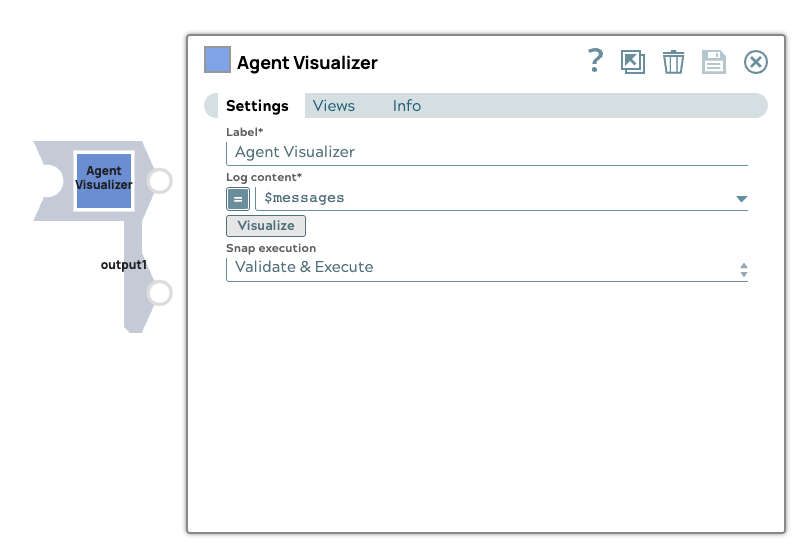 Agent Visualizer
?
Settings
Views
Info
Label*
Agent Visualizer
Log content*
= $messages
Visualize
Snap execution
Validate & Execute
Agent
Visualizer
output1